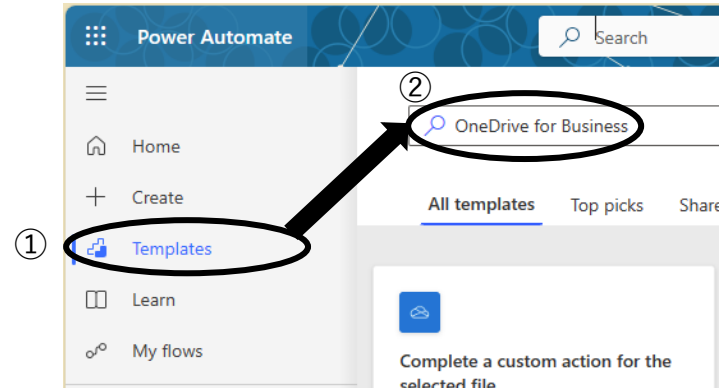 Power Automate
Search
②
OneDrive for Business
Home
Create
All templates
Top picks
Share
①
Templates
Learn
My flows
Complete a custom action for the
selected file